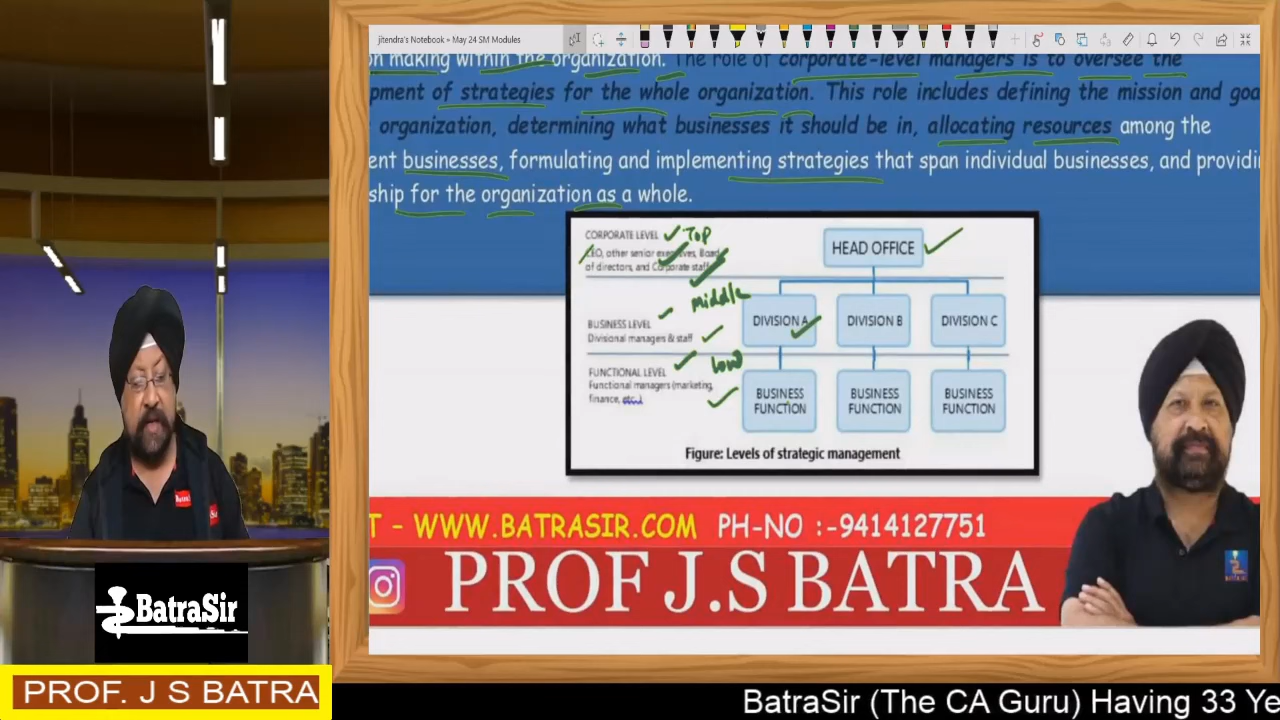 jitendra's Notebook » May 24 SM Modules
on making within the organization. The role of corporate-level managers is to oversee the
pment of strategies for the whole organization. This role includes defining the mission and goa
organization, determining what businesses it should be in, allocating resources among the
ent businesses, formulating and implementing strategies that span individual businesses, and providin
ship for the organization as a whole.
CORPORATE LEVEL Top
CEO, other senior executives, Board
of directors, and Corporate staff
HEAD OFFICE
middle
BUSINESS LEVEL
Divisional managers & staff
DIVISION A DIVISION B DIVISION C
FUNCTIONAL LEVEL low
Functional managers (marketing,
finance, etc.)
BUSINESS FUNCTION BUSINESS FUNCTION BUSINESS FUNCTION
Figure: Levels of strategic management
T - WWW.BATRASIR.COM PH-NO :-9414127751
PROF J.S BATRA
BatraSir
PROF. J S BATRA
BatraSir (The CA Guru) Having 33 Ye